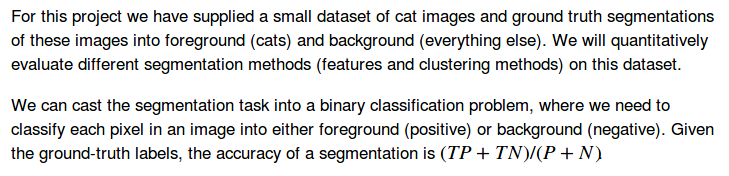 For this project we have supplied a small dataset of cat images and ground truth segmentations
of these images into foreground (cats) and background (everything else). We will quantitatively
evaluate different segmentation methods (features and clustering methods) on this dataset.
We can cast the segmentation task into a binary classification problem, where we need to
classify each pixel in an image into either foreground (positive) or background (negative). Given
the ground-truth labels, the accuracy of a segmentation is (TP + TN)/(P + N)